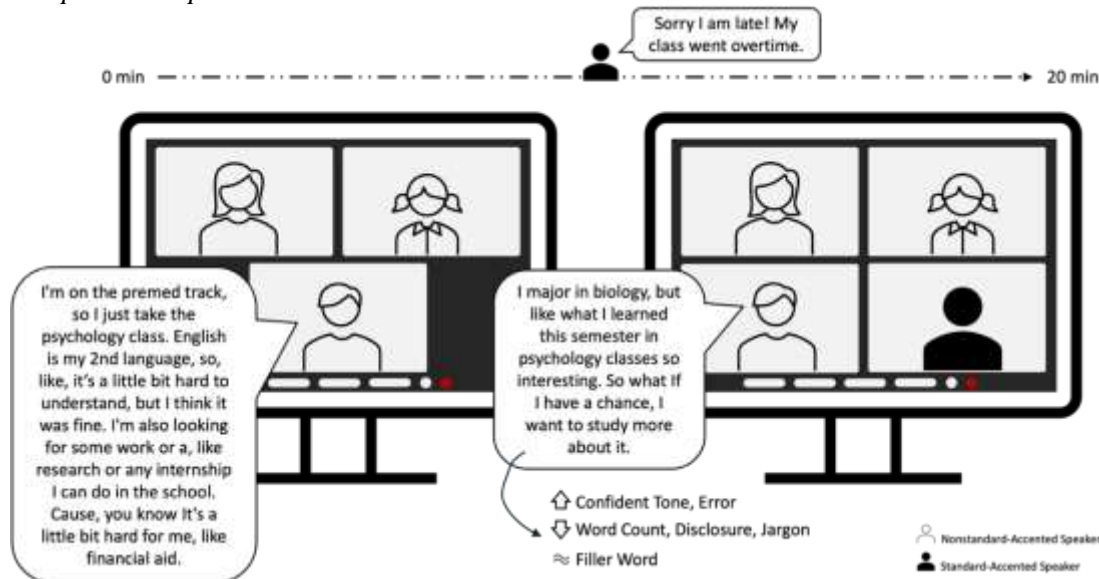 Sorry I am late! My
class went overtime.
0 min
20 min
I'm on the premed track,
so I just take the
psychology class. English
is my 2nd language, so,
like, it's a little bit hard to
understand, but I think it
was fine. I'm also looking
for some work or a, like
research or any internship
I can do in the school.
Cause, you know It's a
little bit hard for me, like
financial aid.
I major in biology, but
like what I learned
this semester in
psychology classes so
interesting. So what If
I have a chance, I
want to study more
about it.
Confident Tone, Error
Word Count, Disclosure, Jargon
Filler Word
Nonstandard-Accented Speaker
Standard-Accented Speaker